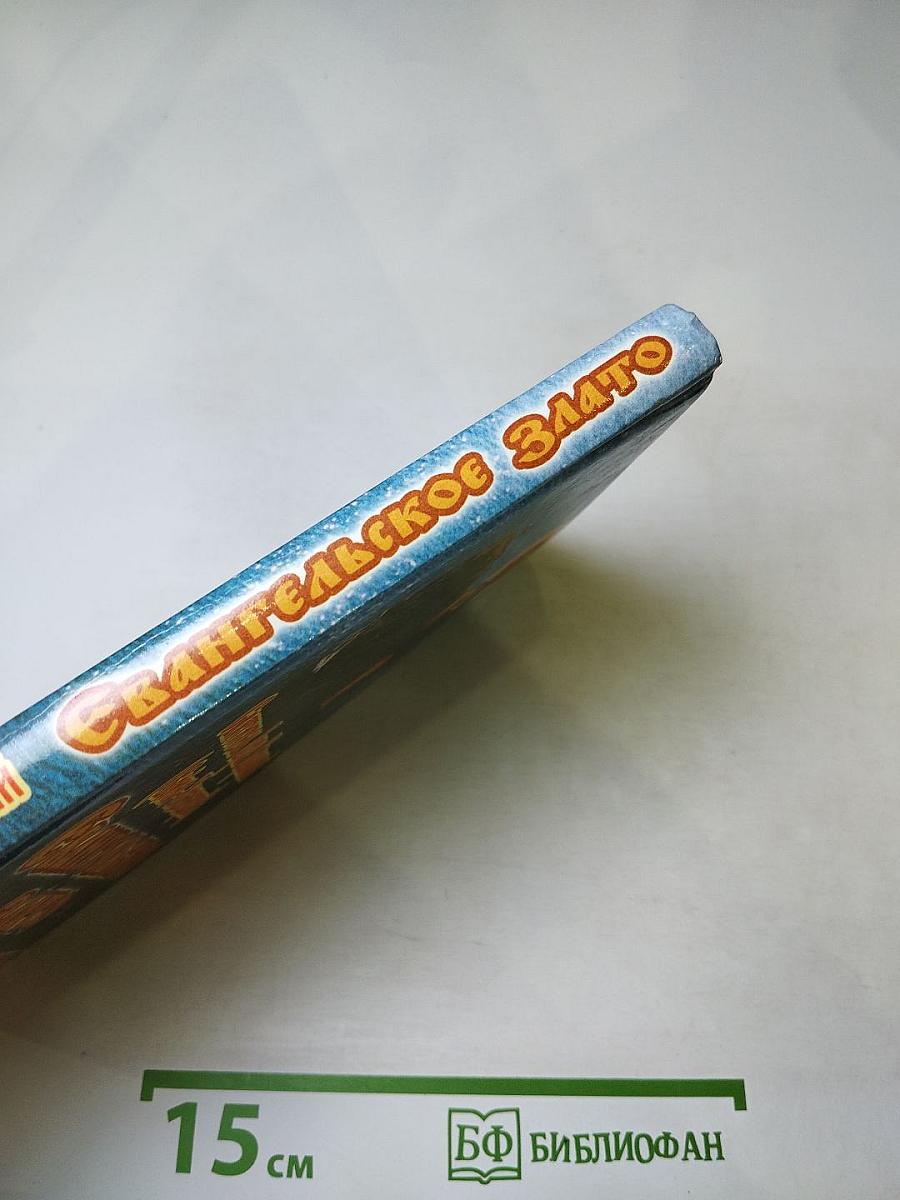 Евангельское Злато
15 см
БФ БИБЛИОФАН